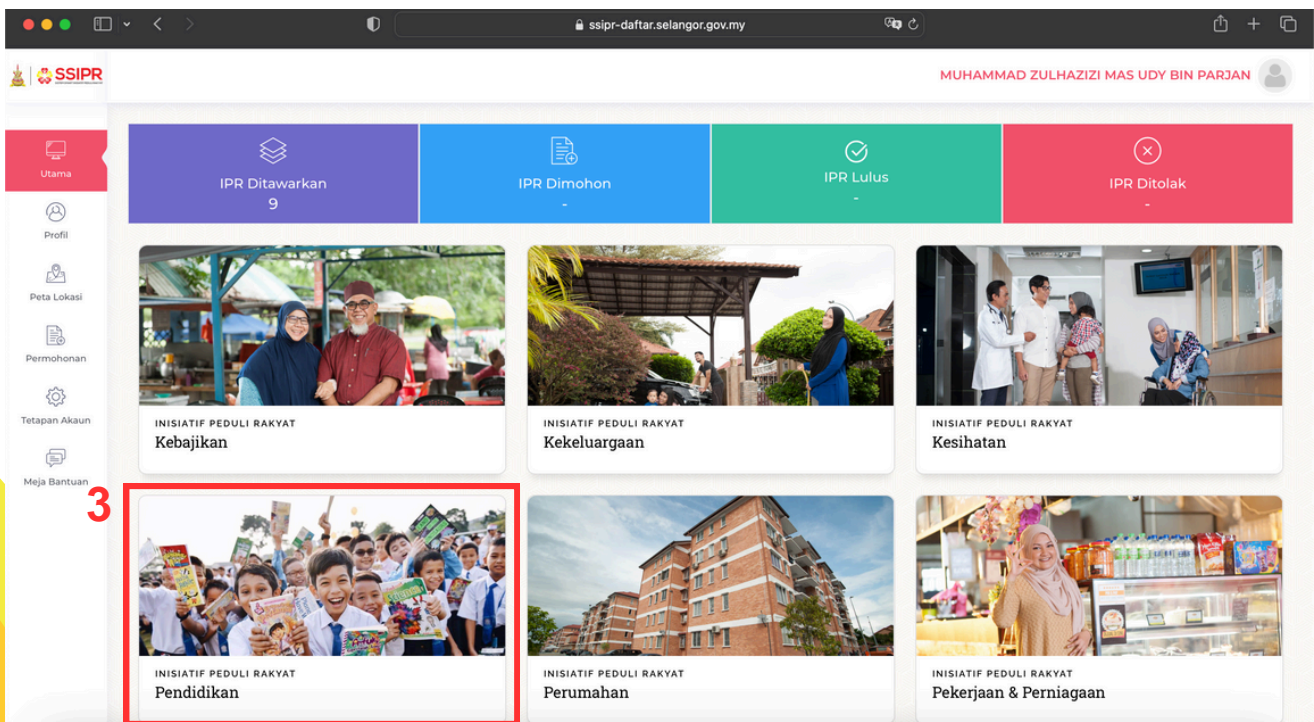 ssipr-daftar.selangor.gov.my
SSIPR
MUHAMMAD ZULHAZIZI MAS UDY BIN PARJAN
Utama
Profil
Peta Lokasi
Permohonan
Tetapan Akaun
Meja Bantuan
IPR Ditawarkan
9
IPR Dimohon
-
IPR Lulus
-
IPR Ditolak
-
INISIATIF PEDULI RAKYAT
Kebajikan
INISIATIF PEDULI RAKYAT
Kekeluargaan
INISIATIF PEDULI RAKYAT
Kesihatan
3
INISIATIF PEDULI RAKYAT
Pendidikan
INISIATIF PEDULI RAKYAT
Perumahan
INISIATIF PEDULI RAKYAT
Pekerjaan & Perniagaan